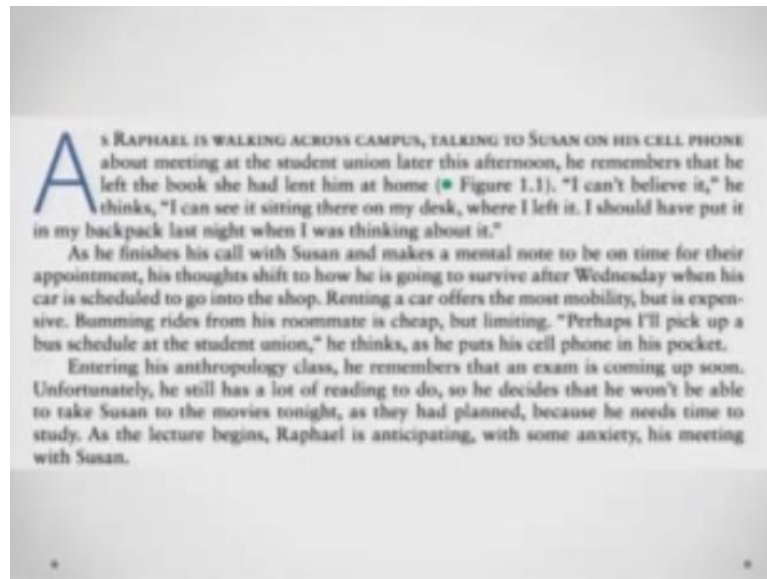 AS RAPHAEL IS WALKING ACROSS CAMPUS, TALKING TO SUSAN ON HIS CELL PHONE
about meeting at the student union later this afternoon, he remembers that he
left the book she had lent him at home (● Figure 1.1). "I can't believe it," he
thinks, "I can see it sitting there on my desk, where I left it. I should have put it
in my backpack last night when I was thinking about it."
As he finishes his call with Susan and makes a mental note to be on time for their
appointment, his thoughts shift to how he is going to survive after Wednesday when his
car is scheduled to go into the shop. Renting a car offers the most mobility, but is expen-
sive. Bumming rides from his roommate is cheap, but limiting. "Perhaps I'll pick up a
bus schedule at the student union," he thinks, as he puts his cell phone in his pocket.
Entering his anthropology class, he remembers that an exam is coming up soon.
Unfortunately, he still has a lot of reading to do, so he decides that he won't be able
to take Susan to the movies tonight, as they had planned, because he needs time to
study. As the lecture begins, Raphael is anticipating, with some anxiety, his meeting
with Susan.